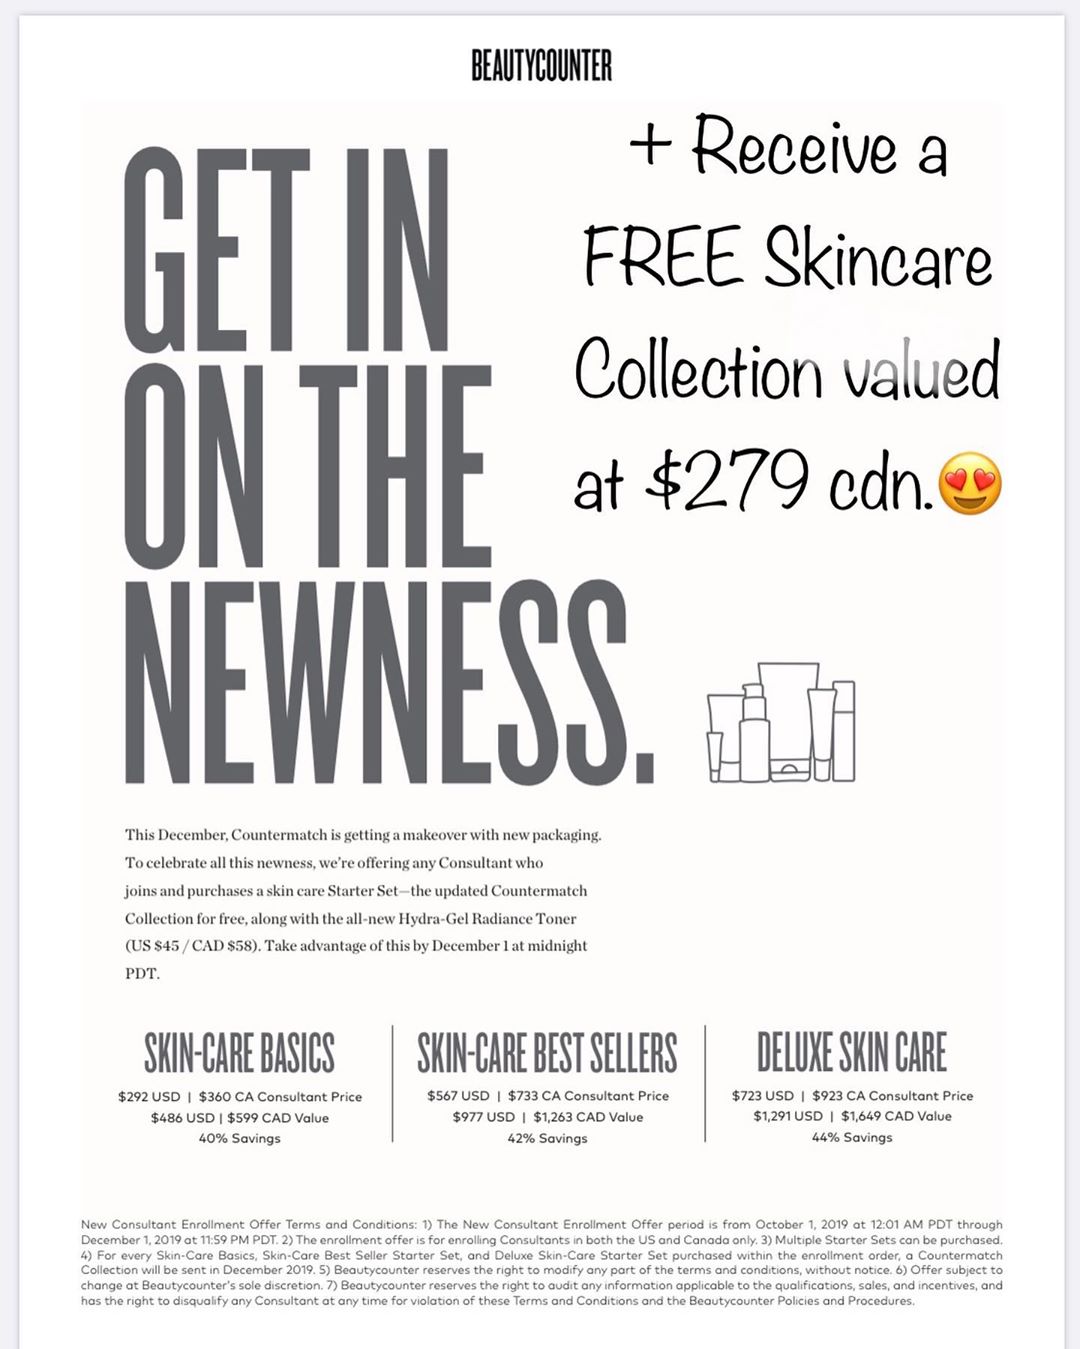 BEAUTYCOUNTER
GET IN
ON THE
NEWNESS.
+ Receive a
FREE Skincare
Collection valued
at $279 cdn.😍
This December, Countermatch is getting a makeover with new packaging.
To celebrate all this newness, we're offering any Consultant who
joins and purchases a skin care Starter Set—the updated Countermatch
Collection for free, along with the all-new Hydra-Gel Radiance Toner
(US $45 / CAD $58). Take advantage of this by December 1 at midnight
PDT.
SKIN-CARE BASICS
$292 USD | $360 CA Consultant Price
$486 USD | $599 CAD Value
40% Savings
SKIN-CARE BEST SELLERS
$567 USD | $733 CA Consultant Price
$977 USD | $1,263 CAD Value
42% Savings
DELUXE SKIN CARE
$723 USD | $923 CA Consultant Price
$1,291 USD | $1,649 CAD Value
44% Savings
New Consultant Enrollment Offer Terms and Conditions: 1) The New Consultant Enrollment Offer period is from October 1, 2019 at 12:01 AM PDT through
December 1, 2019 at 11:59 PM PDT. 2) The enrollment offer is for enrolling Consultants in both the US and Canada only. 3) Multiple Starter Sets can be purchased.
4) For every Skin-Care Basics, Skin-Care Best Seller Starter Set, and Deluxe Skin-Care Starter Set purchased within the enrollment order, a Countermatch
Collection will be sent in December 2019. 5) Beautycounter reserves the right to modify any part of the terms and conditions, without notice. 6) Offer subject to
change at Beautycounter's sole discretion. 7) Beautycounter reserves the right to audit any information applicable to the qualifications, sales, and incentives, and
has the right to disqualify any Consultant at any time for violation of these Terms and Conditions and the Beautycounter Policies and Procedures.